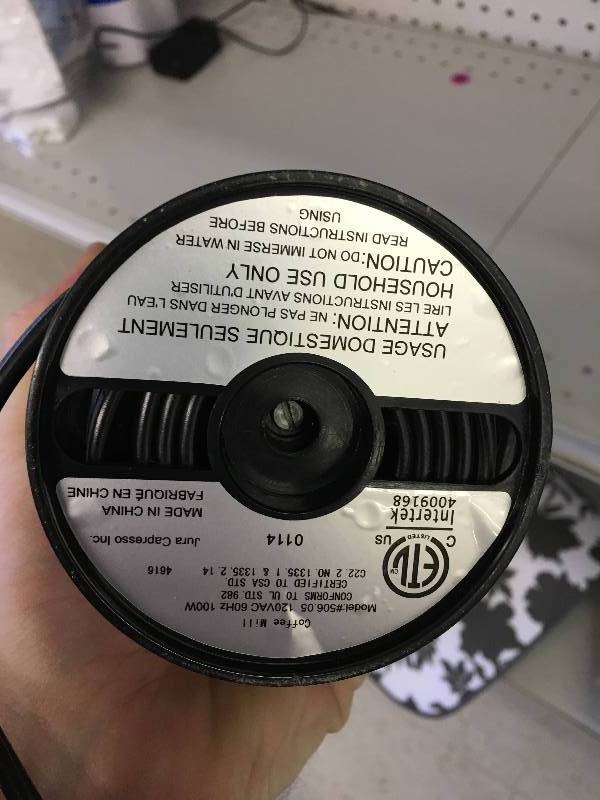 Coffee Mill
Model:#506.05 120VAC 60Hz 100W
CONFORMS TO UL STD. 982
CERTIFIED TO CSA STD.
C22.2 NO. 1335.1 & 1335.2.14
ETL
CM
LISTED
C US
Intertek
4009168
4616
0114
Jura Capresso Inc.
MADE IN CHINA
FABRIQUÉ EN CHINE
USAGE DOMESTIQUE SEULEMENT
ATTENTION: NE PAS PLONGER DANS L'EAU
LIRE LES INSTRUCTIONS AVANT D'UTILISER
HOUSEHOLD USE ONLY
CAUTION: DO NOT IMMERSE IN WATER
READ INSTRUCTIONS BEFORE
USING